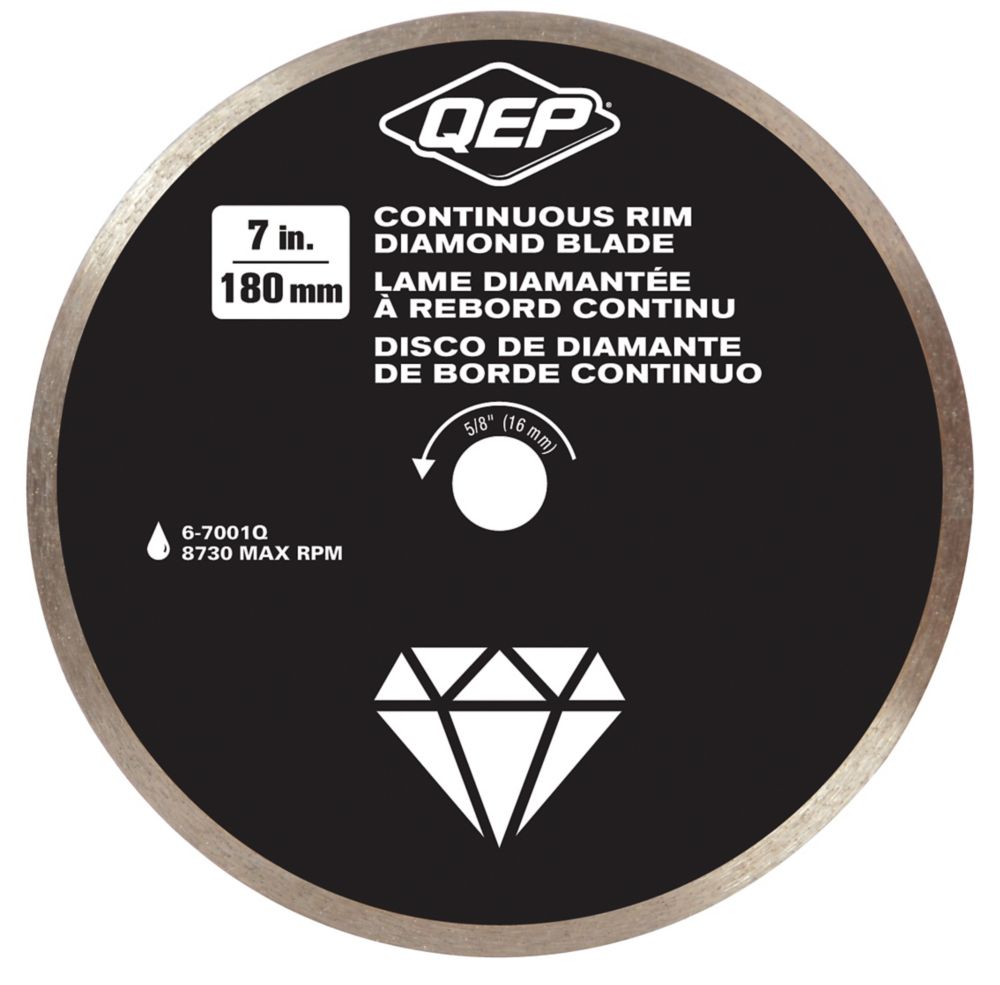 QEP®
7 in.
180 mm
CONTINUOUS RIM
DIAMOND BLADE
LAME DIAMANTÉE
À REBORD CONTINU
DISCO DE DIAMANTE
DE BORDE CONTINUO
5/8" (16 mm)
6-7001Q
8730 MAX RPM